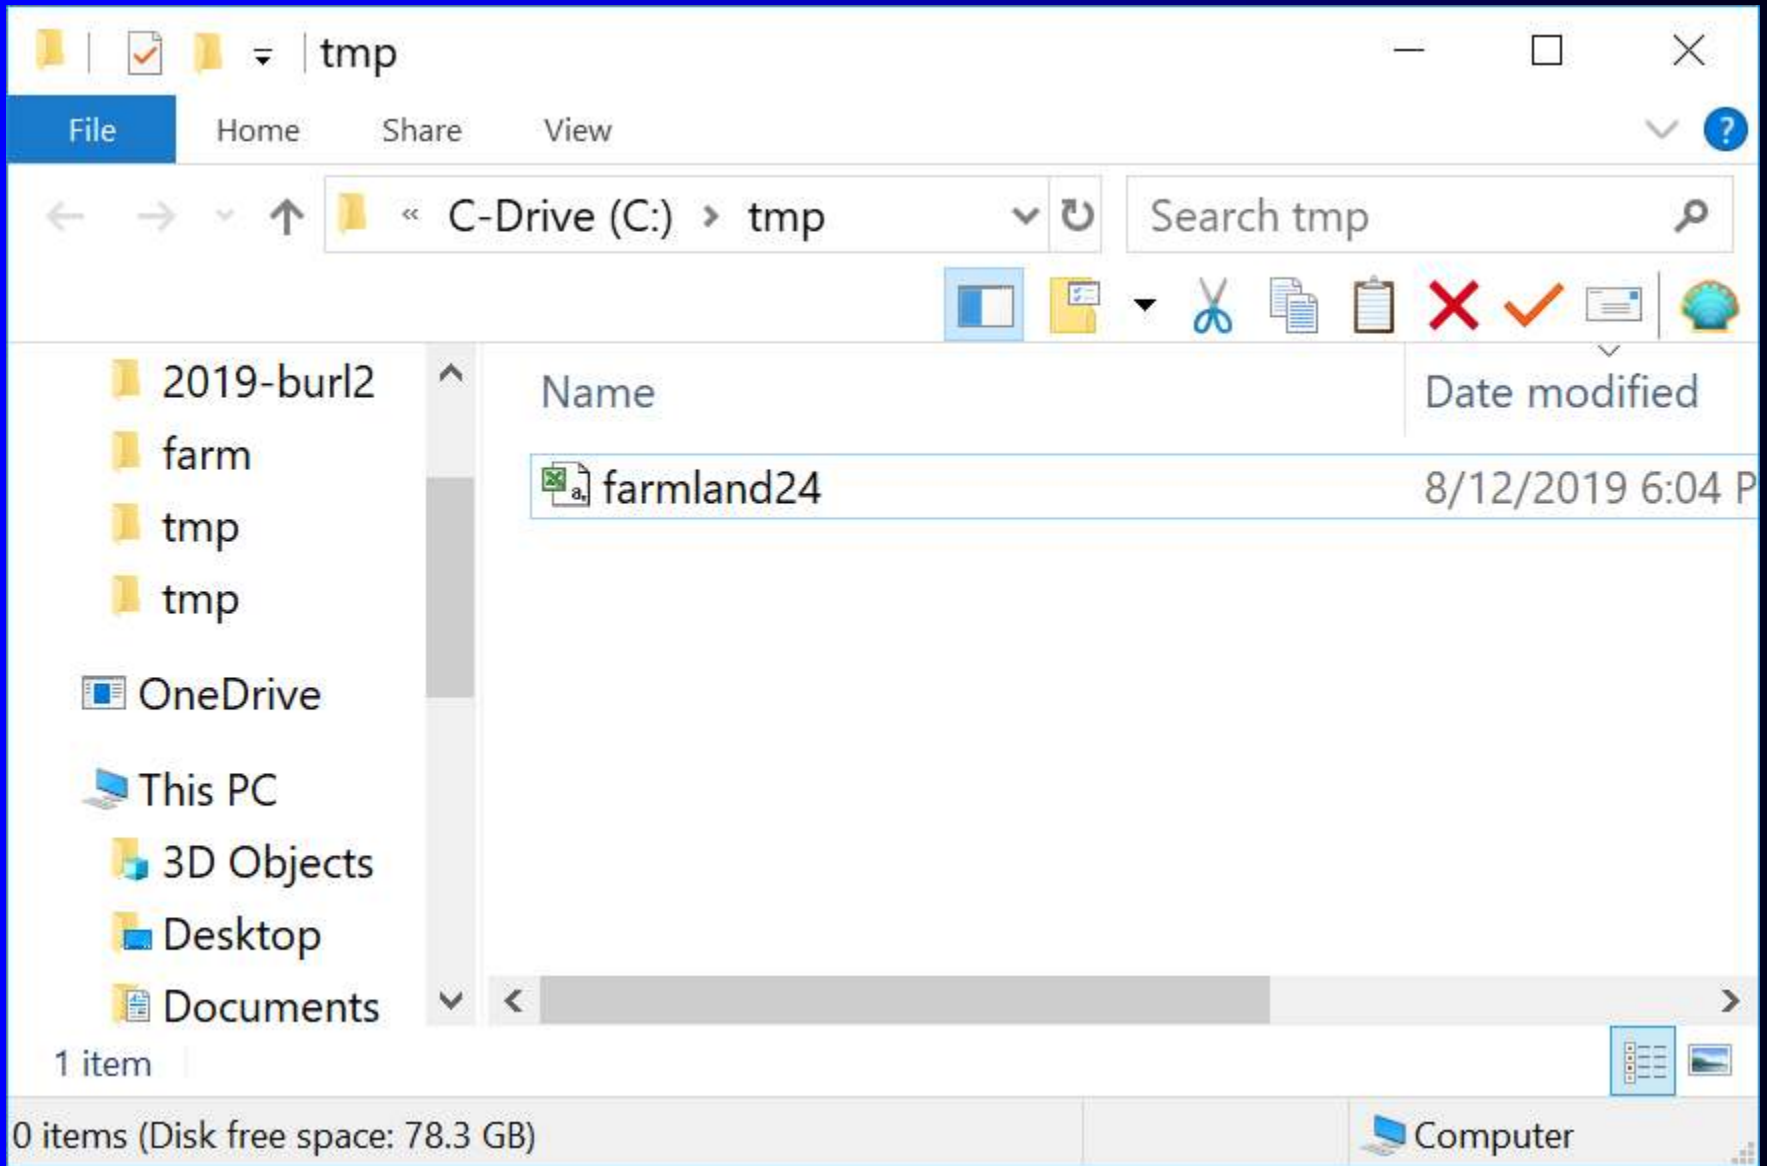 tmp
File Home Share View
« C-Drive (C:) › tmp Search tmp
2019-burl2
farm
tmp
tmp
OneDrive
This PC
3D Objects
Desktop
Documents
Name Date modified
farmland24 8/12/2019 6:04 P
1 item
0 items (Disk free space: 78.3 GB) Computer